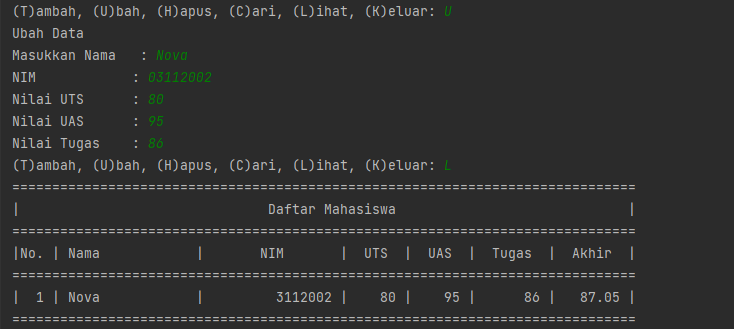 (T)ambah, (U)bah, (H)apus, (C)ari, (L)ihat, (K)eluar: U
Ubah Data
Masukkan Nama   : Nova
NIM            : 03112002
Nilai UTS      : 80
Nilai UAS      : 95
Nilai Tugas    : 86
(T)ambah, (U)bah, (H)apus, (C)ari, (L)ihat, (K)eluar: L
==============================================================================
|                               Daftar Mahasiswa                             |
==============================================================================
|No. | Nama            |       NIM       |  UTS  |  UAS  |  Tugas  |  Akhir  |
==============================================================================
|  1 | Nova            |         3112002 |    80 |    95 |      86 |   87.05 |
==============================================================================